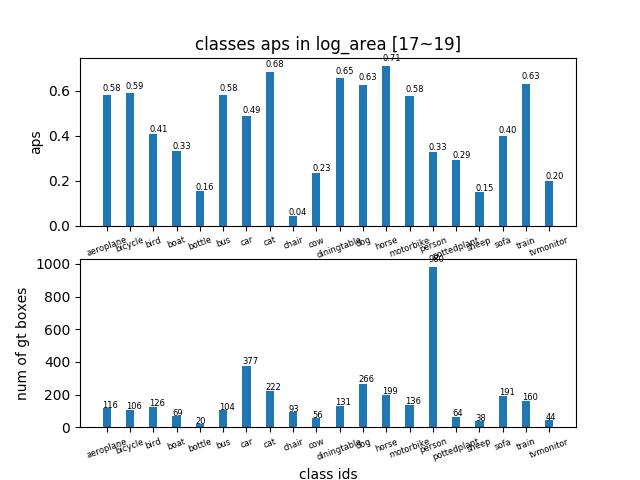 classes aps in log_area [17~19]
aps
0.6
0.4
0.2
0.0
0.58 0.59 0.41 0.33 0.16 0.58 0.49 0.68 0.04 0.23 0.65 0.63 0.71 0.58 0.33 0.29 0.15 0.40 0.63 0.20
aeroplane bicycle bird boat bottle bus car cat chair cow diningtable dog horse motorbike person pottedplant sheep sofa train tvmonitor
num of gt boxes
1000
800
600
400
200
0
116 106 126 69 20 104 377 222 93 56 131 266 199 136 980 64 38 191 160 44
aeroplane bicycle bird boat bottle bus car cat chair cow diningtable dog horse motorbike person pottedplant sheep sofa train tvmonitor
class ids